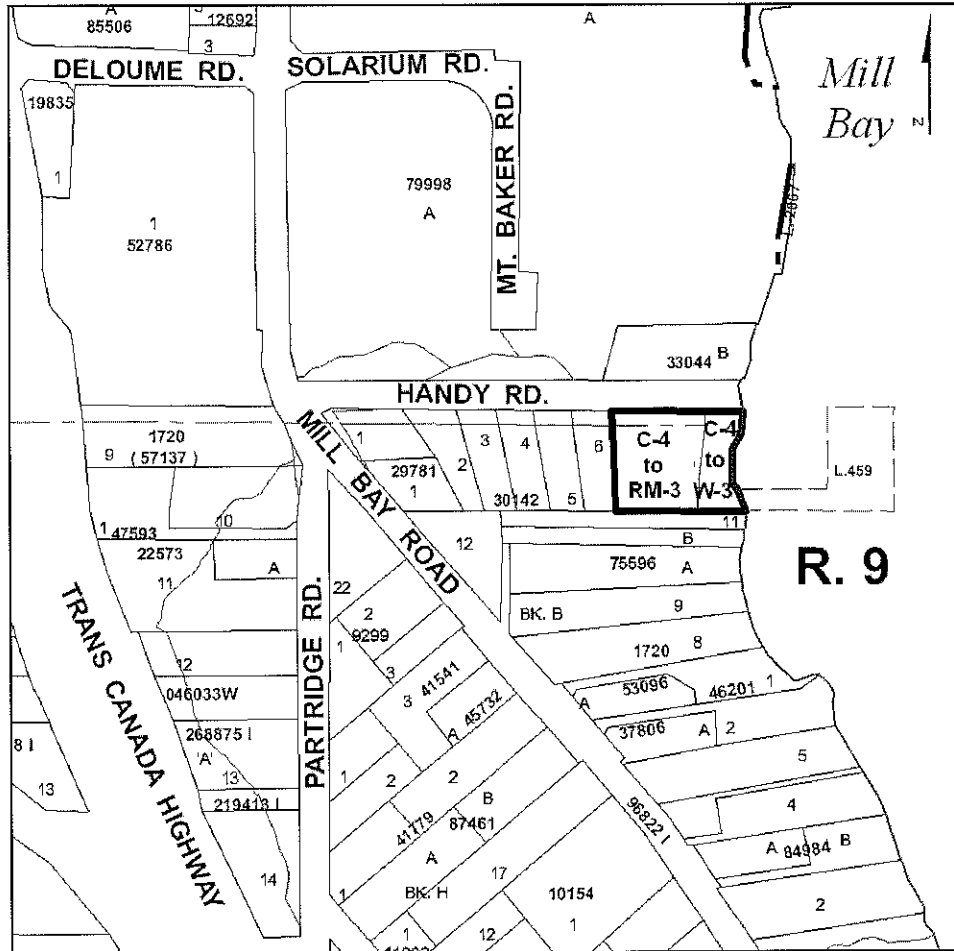 A
85506
12692
3
A
DELOUME RD.
SOLARIUM RD.
MT. BAKER RD.
Mill
Bay
N
19835
1
1
52786
79998
A
33044 B
HANDY RD.
MILL BAY ROAD
1720
(57137)
9
1
29781
1
2
3
4
5
6
30142
C-4
to
RM-3
C-4
to
W-3
L.459
11
R. 9
10
1 47593
22573
11
A
12
B
75596
A
BK. B
9
1720 8
22
2
9299
1
3
3
41541
A
45732
A
53096
46201 1
37806 A 2
5
4
A 84984 B
2
TRANS CANADA HIGHWAY
PARTRIDGE RD.
12
046033W
268875 I
'A'
13
219413 I
14
8 I
13
1
2
2
41779
B
87461
A
BK. H
17
10154
1
1
1
12
96822 I